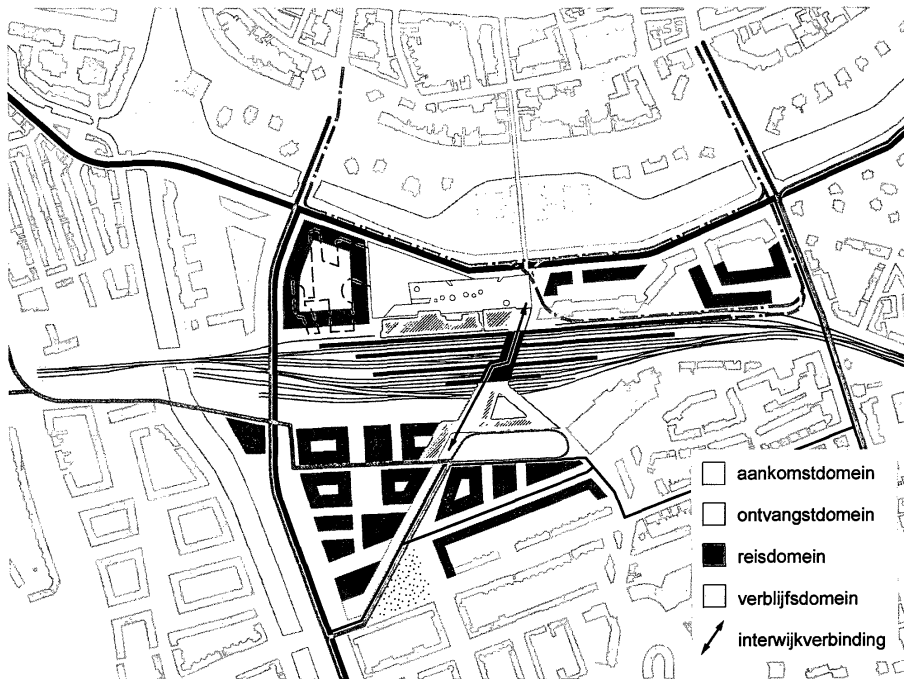 aankomstdomein
ontvangstdomein
reisdomein
verblijfsdomein
interwijkverbinding